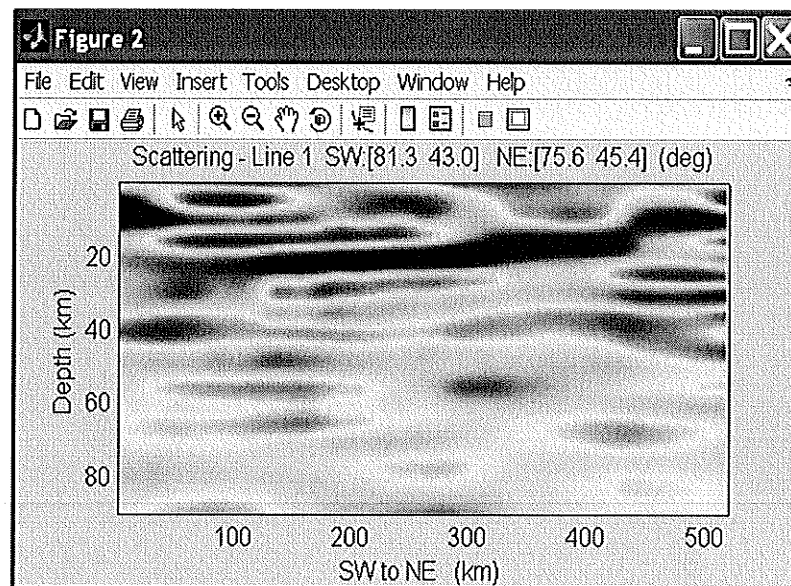 Figure 2
File Edit View Insert Tools Desktop Window Help
Scattering - Line 1 SW:[81.3 43.0] NE:[75.6 45.4] (deg)
20
40
60
80
Depth (km)
100 200 300 400 500
SW to NE (km)